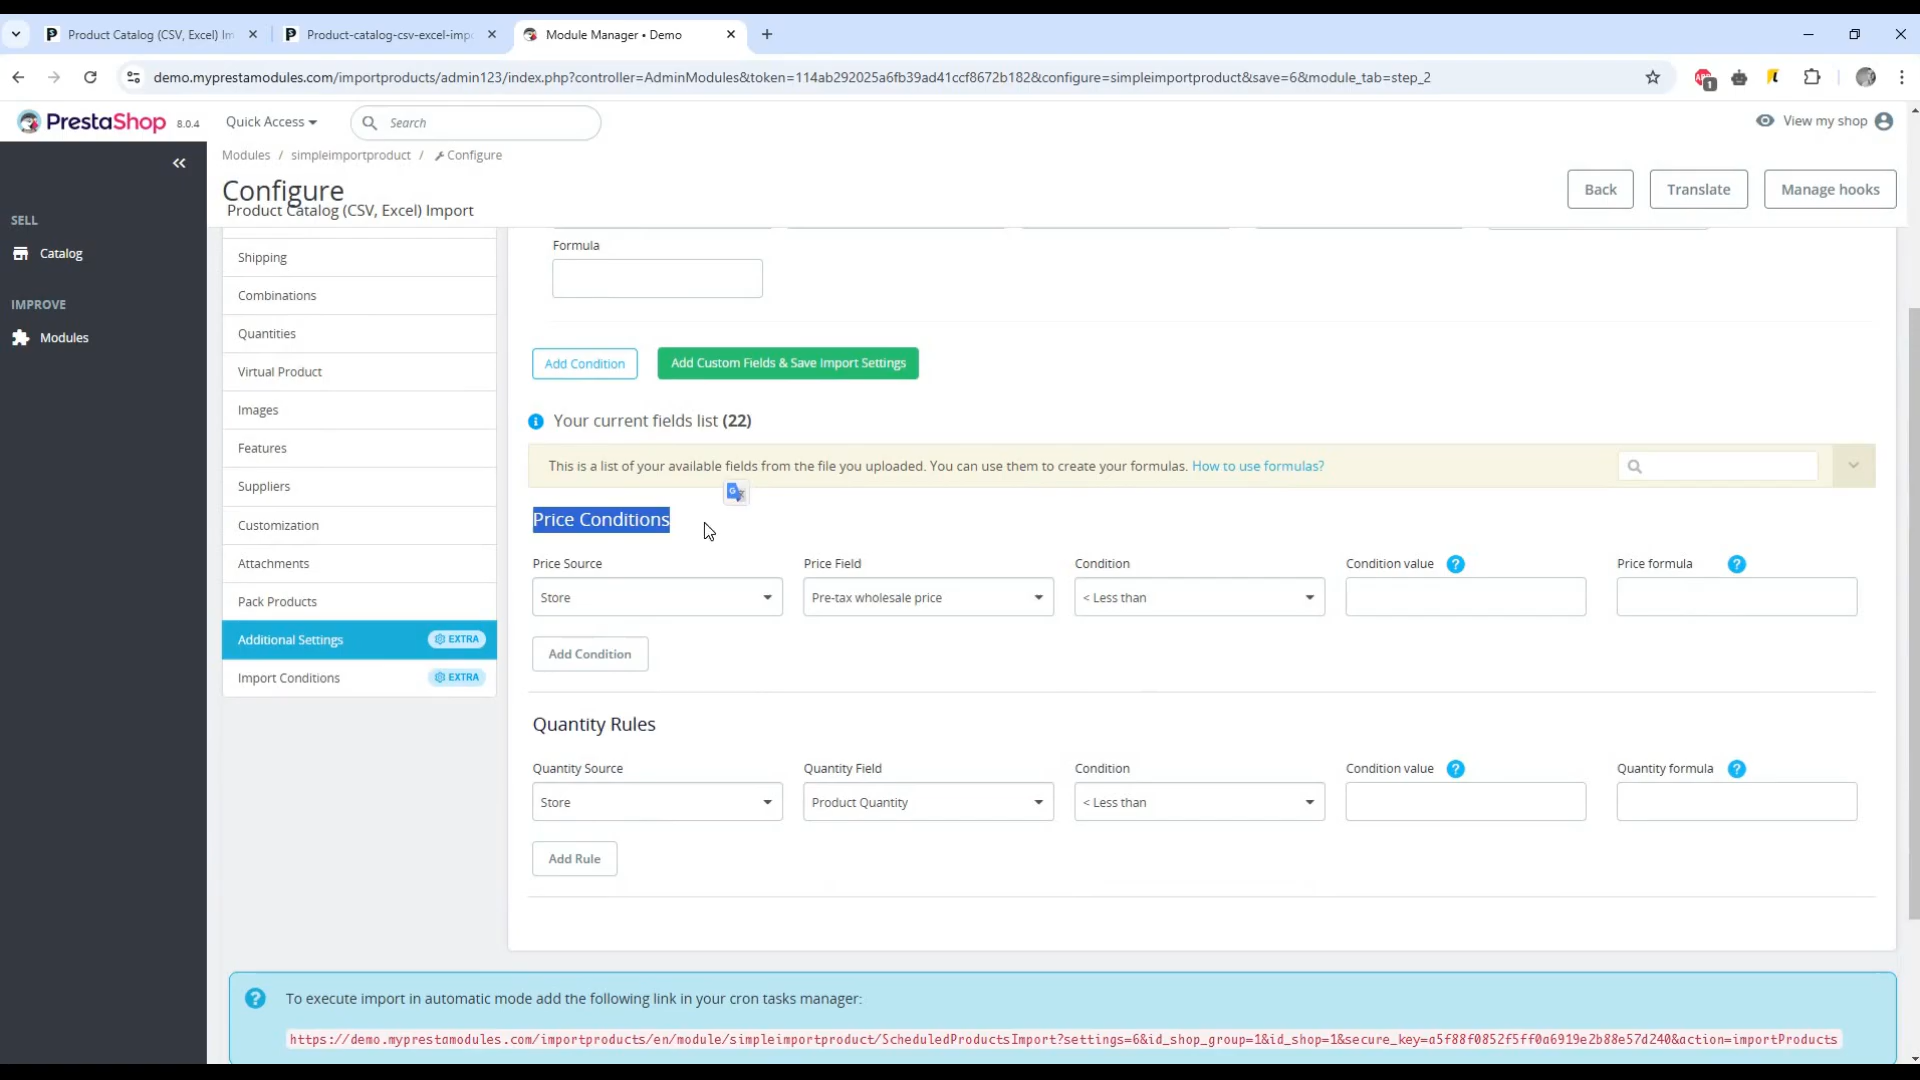 Product Catalog (CSV, Excel) Im
Product-catalog-csv-excel-imp
Module Manager • Demo
demo.myprestamodules.com/importproducts/admin123/index.php?controller=AdminModules&token=114ab292025a6fb39ad41ccf8672b182&configure=simpleimportproduct&save=6&module_tab=step_2
PrestaShop 8.0.4
Quick Access
Search
View my shop
Modules / simpleimportproduct / Configure
Configure
Product Catalog (CSV, Excel) Import
Back
Translate
Manage hooks
SELL
Catalog
IMPROVE
Modules
Shipping
Combinations
Quantities
Virtual Product
Images
Features
Suppliers
Customization
Attachments
Pack Products
Additional Settings EXTRA
Import Conditions EXTRA
Formula
Add Condition
Add Custom Fields & Save Import Settings
Your current fields list (22)
This is a list of your available fields from the file you uploaded. You can use them to create your formulas. How to use formulas?
Price Conditions
Price Source Price Field Condition Condition value ? Price formula ?
Store Pre-tax wholesale price < Less than
Add Condition
Quantity Rules
Quantity Source Quantity Field Condition Condition value ? Quantity formula ?
Store Product Quantity < Less than
Add Rule
To execute import in automatic mode add the following link in your cron tasks manager:
https://demo.myprestamodules.com/importproducts/en/module/simpleimportproduct/ScheduledProductsImport?settings=6&id_shop_group=1&id_shop=1&secure_key=a5f88f0852f5ff0a6919e2b88e57d240&action=importProducts